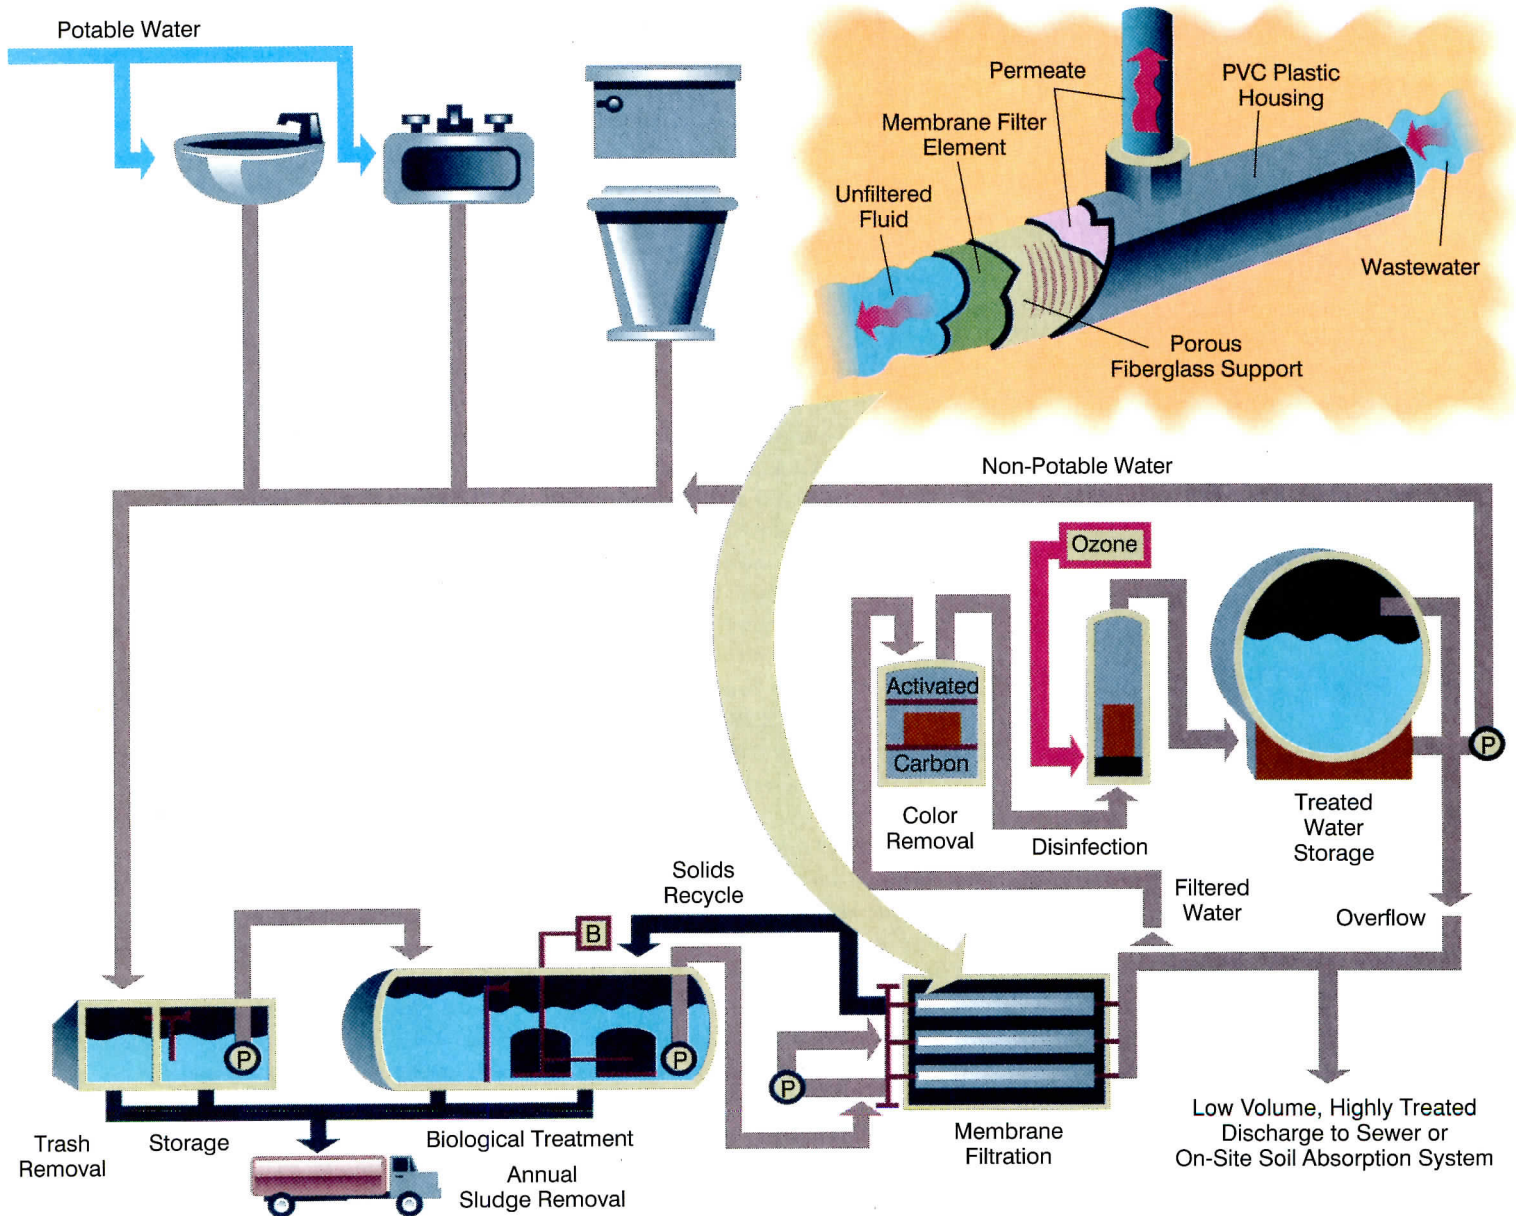 Potable Water
Permeate
PVC Plastic
Housing
Membrane Filter
Element
Unfiltered
Fluid
Wastewater
Porous
Fiberglass Support
Non-Potable Water
Ozone
Activated
Carbon
P
Color
Removal
Disinfection
Treated
Water
Storage
Solids
Recycle
Filtered
Water
Overflow
B
P
P
P
Trash
Removal
Storage
Biological Treatment
Annual
Sludge Removal
Membrane
Filtration
Low Volume, Highly Treated
Discharge to Sewer or
On-Site Soil Absorption System